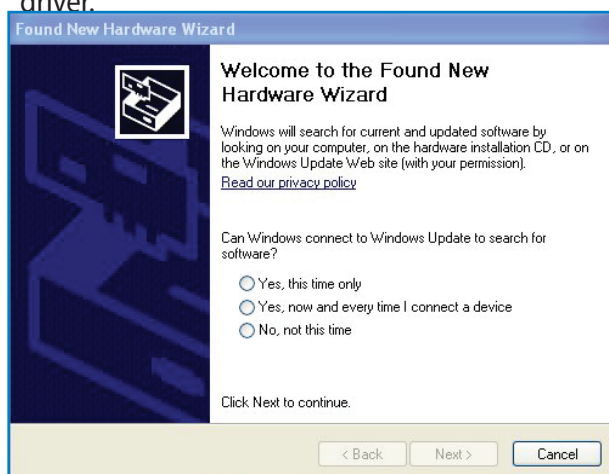 driver.
Found New Hardware Wizard
Welcome to the Found New
Hardware Wizard
Windows will search for current and updated software by
looking on your computer, on the hardware installation CD, or on
the Windows Update Web site (with your permission).
Read our privacy policy
Can Windows connect to Windows Update to search for
software?
Yes, this time only
Yes, now and every time I connect a device
No, not this time
Click Next to continue.
< Back
Next >
Cancel